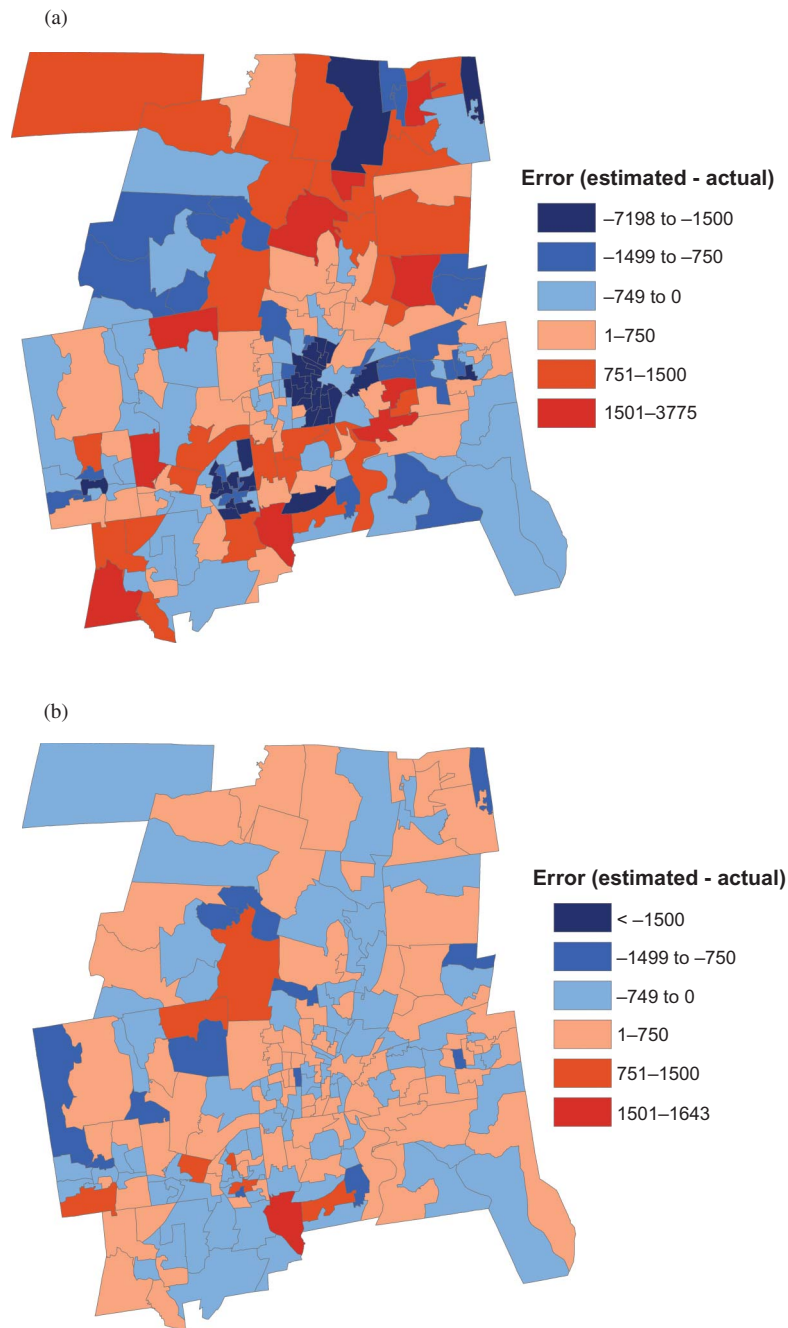 (a)
Error (estimated - actual)
–7198 to –1500
–1499 to –750
–749 to 0
1–750
751–1500
1501–3775
(b)
Error (estimated - actual)
< –1500
–1499 to –750
–749 to 0
1–750
751–1500
1501–1643